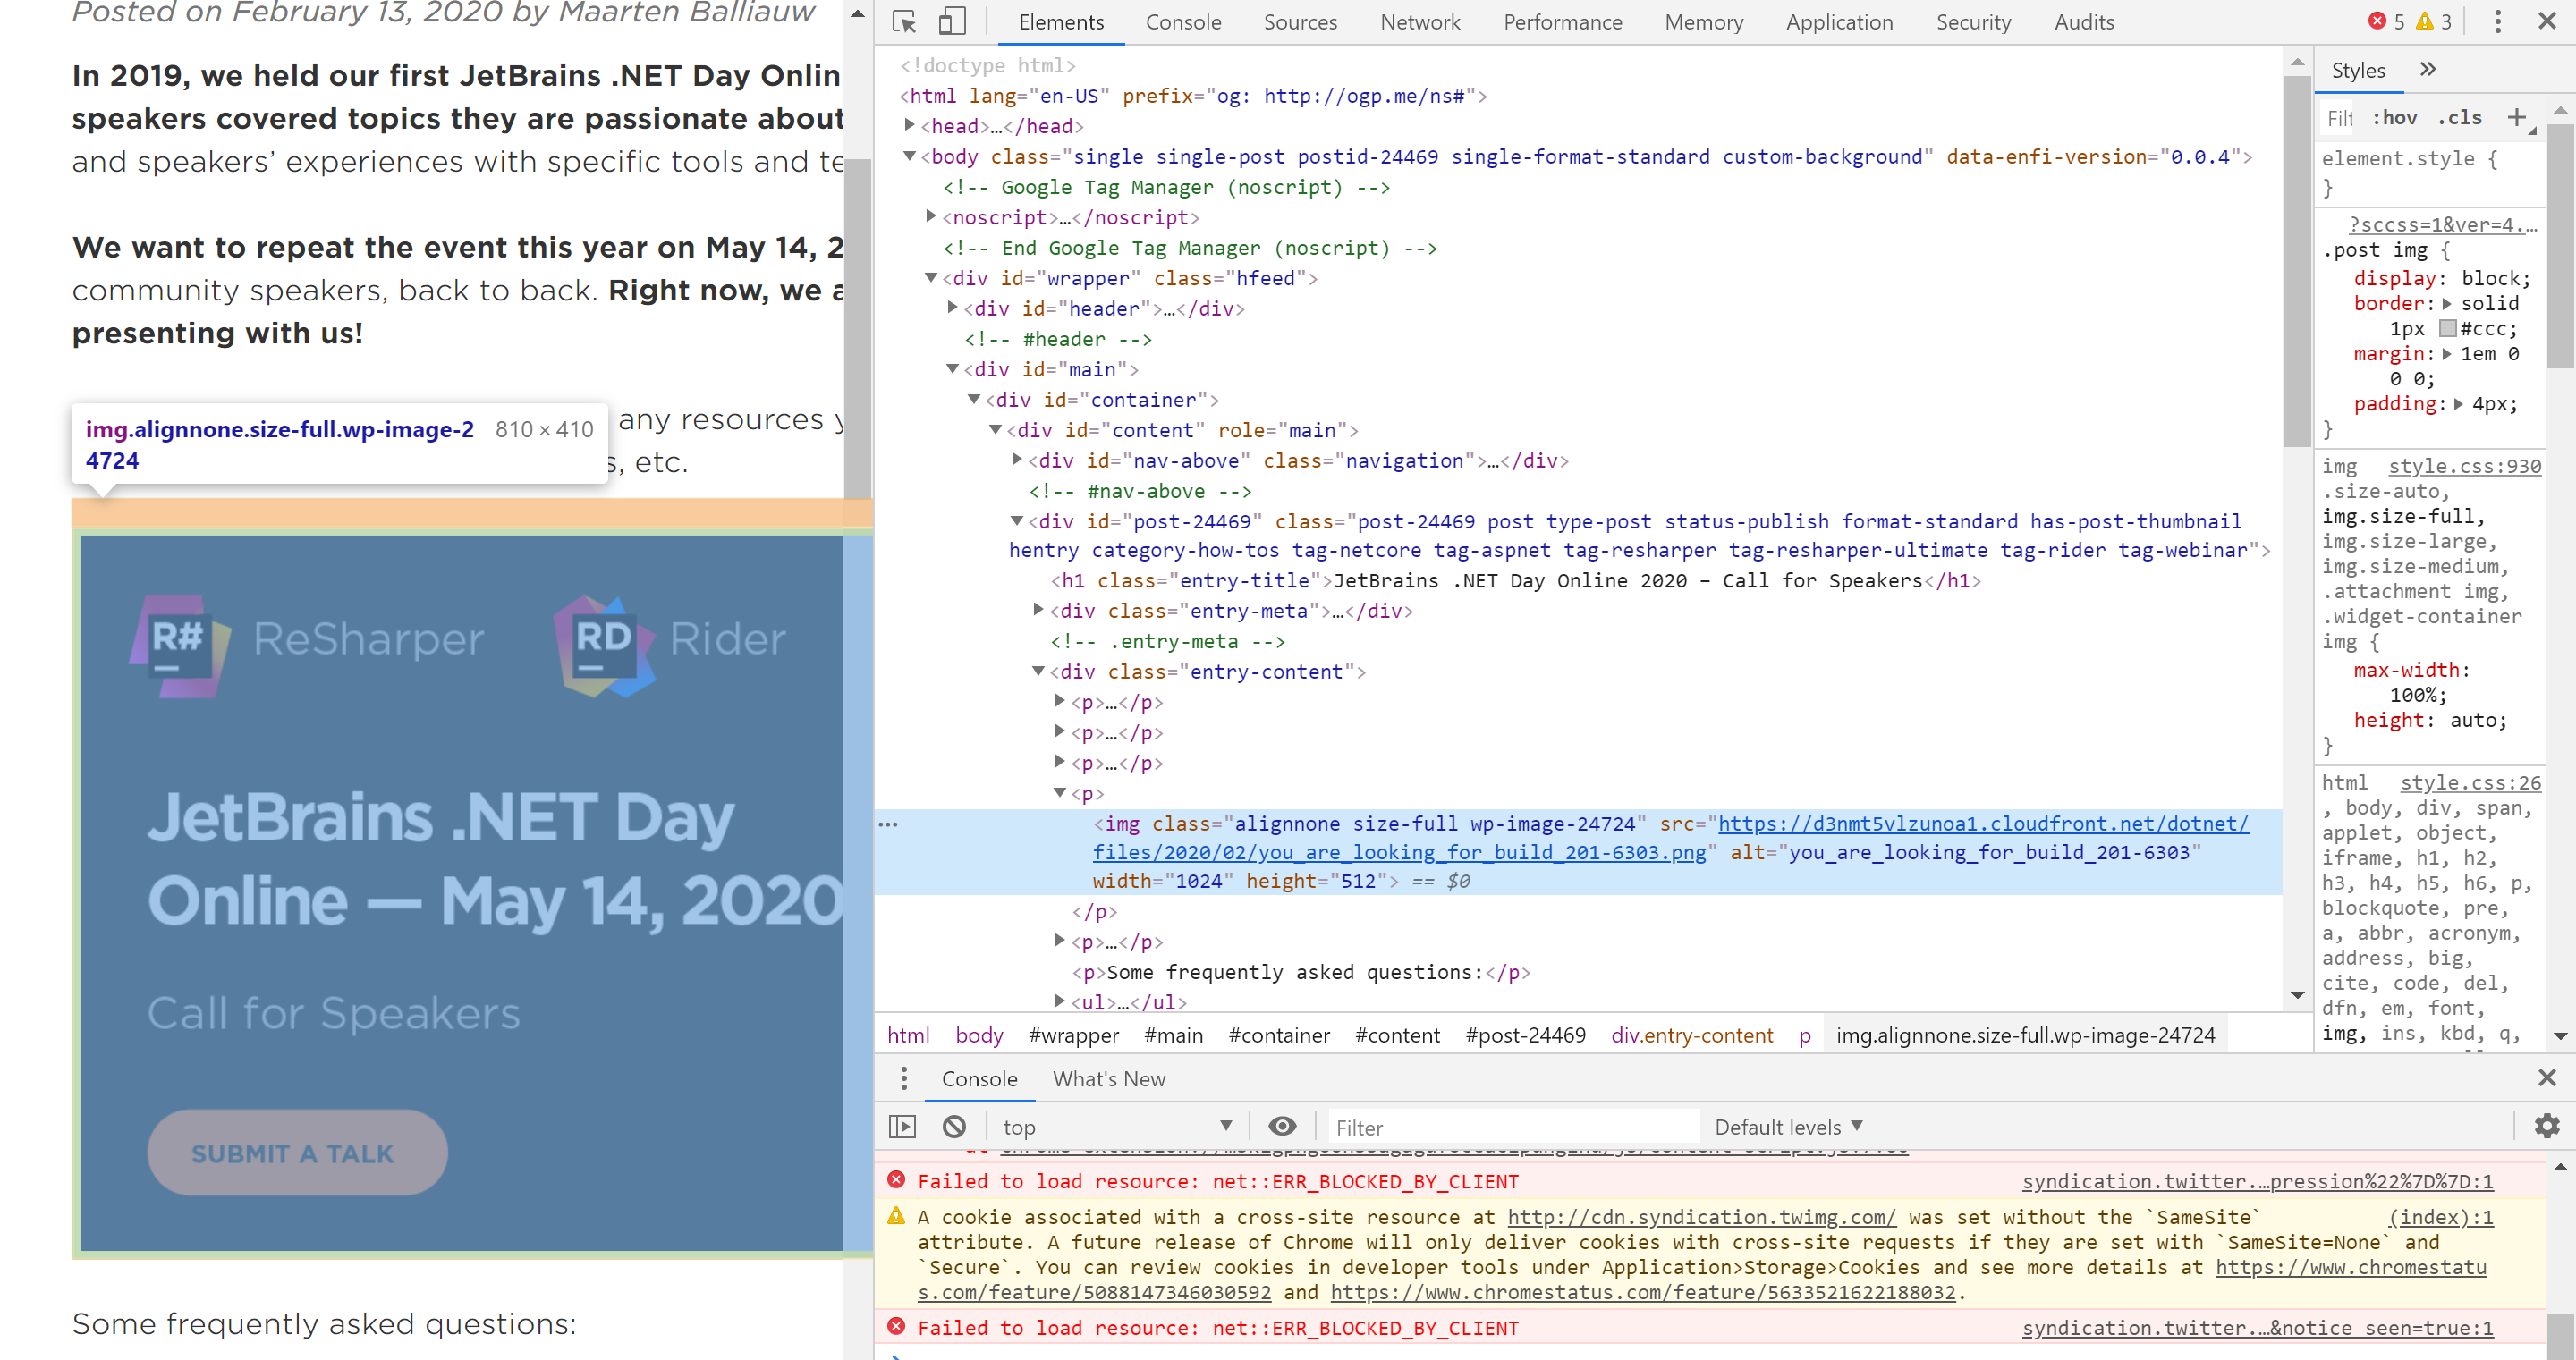 Posted on February 13, 2020 by Maarten Balliauw
In 2019, we held our first JetBrains .NET Day Onlin
speakers covered topics they are passionate about
and speakers’ experiences with specific tools and te
We want to repeat the event this year on May 14, 2
community speakers, back to back. Right now, we a
presenting with us!
any resources y
s, etc.
img.alignnone.size-full.wp-image-2 810 × 410
4724
R# ReSharper RD Rider
JetBrains .NET Day
Online — May 14, 2020
Call for Speakers
SUBMIT A TALK
Some frequently asked questions:
Elements Console Sources Network Performance Memory Application Security Audits 5 3
<!doctype html>
<html lang="en-US" prefix="og: http://ogp.me/ns#">
<head>…</head>
<body class="single single-post postid-24469 single-format-standard custom-background" data-enfi-version="0.0.4">
<!-- Google Tag Manager (noscript) -->
<noscript>…</noscript>
<!-- End Google Tag Manager (noscript) -->
<div id="wrapper" class="hfeed">
<div id="header">…</div>
<!-- #header -->
<div id="main">
<div id="container">
<div id="content" role="main">
<div id="nav-above" class="navigation">…</div>
<!-- #nav-above -->
<div id="post-24469" class="post-24469 post type-post status-publish format-standard has-post-thumbnail
hentry category-how-tos tag-netcore tag-aspnet tag-resharper tag-resharper-ultimate tag-rider tag-webinar">
<h1 class="entry-title">JetBrains .NET Day Online 2020 – Call for Speakers</h1>
<div class="entry-meta">…</div>
<!-- .entry-meta -->
<div class="entry-content">
<p>…</p>
<p>…</p>
<p>…</p>
<p>
<img class="alignnone size-full wp-image-24724" src="https://d3nmt5vlzunoa1.cloudfront.net/dotnet/
files/2020/02/you_are_looking_for_build_201-6303.png" alt="you_are_looking_for_build_201-6303"
width="1024" height="512"> == $0
</p>
<p>…</p>
<p>Some frequently asked questions:</p>
<ul>…</ul>
html body #wrapper #main #container #content #post-24469 div.entry-content p img.alignnone.size-full.wp-image-24724
Styles
Filt :hov .cls +
element.style {
}
?sccss=1&ver=4.…
.post img {
display: block;
border: solid
1px #ccc;
margin: 1em 0
0 0;
padding: 4px;
}
img style.css:930
.size-auto,
img.size-full,
img.size-large,
img.size-medium,
.attachment img,
.widget-container
img {
max-width:
100%;
height: auto;
}
html style.css:26
, body, div, span,
applet, object,
iframe, h1, h2,
h3, h4, h5, h6, p,
blockquote, pre,
a, abbr, acronym,
address, big,
cite, code, del,
dfn, em, font,
img, ins, kbd, q,
Console What's New
top Filter Default levels
Failed to load resource: net::ERR_BLOCKED_BY_CLIENT syndication.twitter.…pression%22%7D%7D:1
A cookie associated with a cross-site resource at http://cdn.syndication.twimg.com/ was set without the `SameSite` (index):1
attribute. A future release of Chrome will only deliver cookies with cross-site requests if they are set with `SameSite=None` and
`Secure`. You can review cookies in developer tools under Application>Storage>Cookies and see more details at https://www.chromestatu
s.com/feature/5088147346030592 and https://www.chromestatus.com/feature/5633521622188032.
Failed to load resource: net::ERR_BLOCKED_BY_CLIENT syndication.twitter.…&notice_seen=true:1